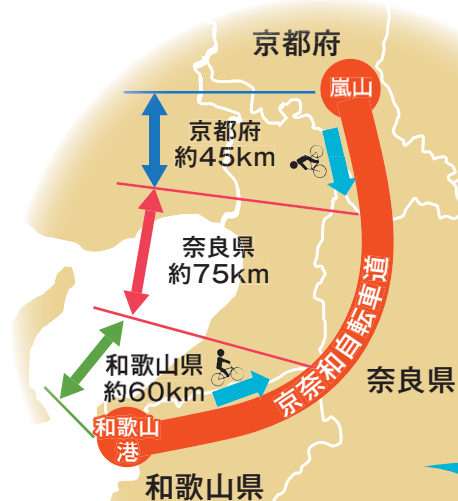 京都府
嵐山
京都府
約45km
奈良県
約75km
京奈和自転車道
和歌山県
約60km
奈良県
和歌山
港
和歌山県